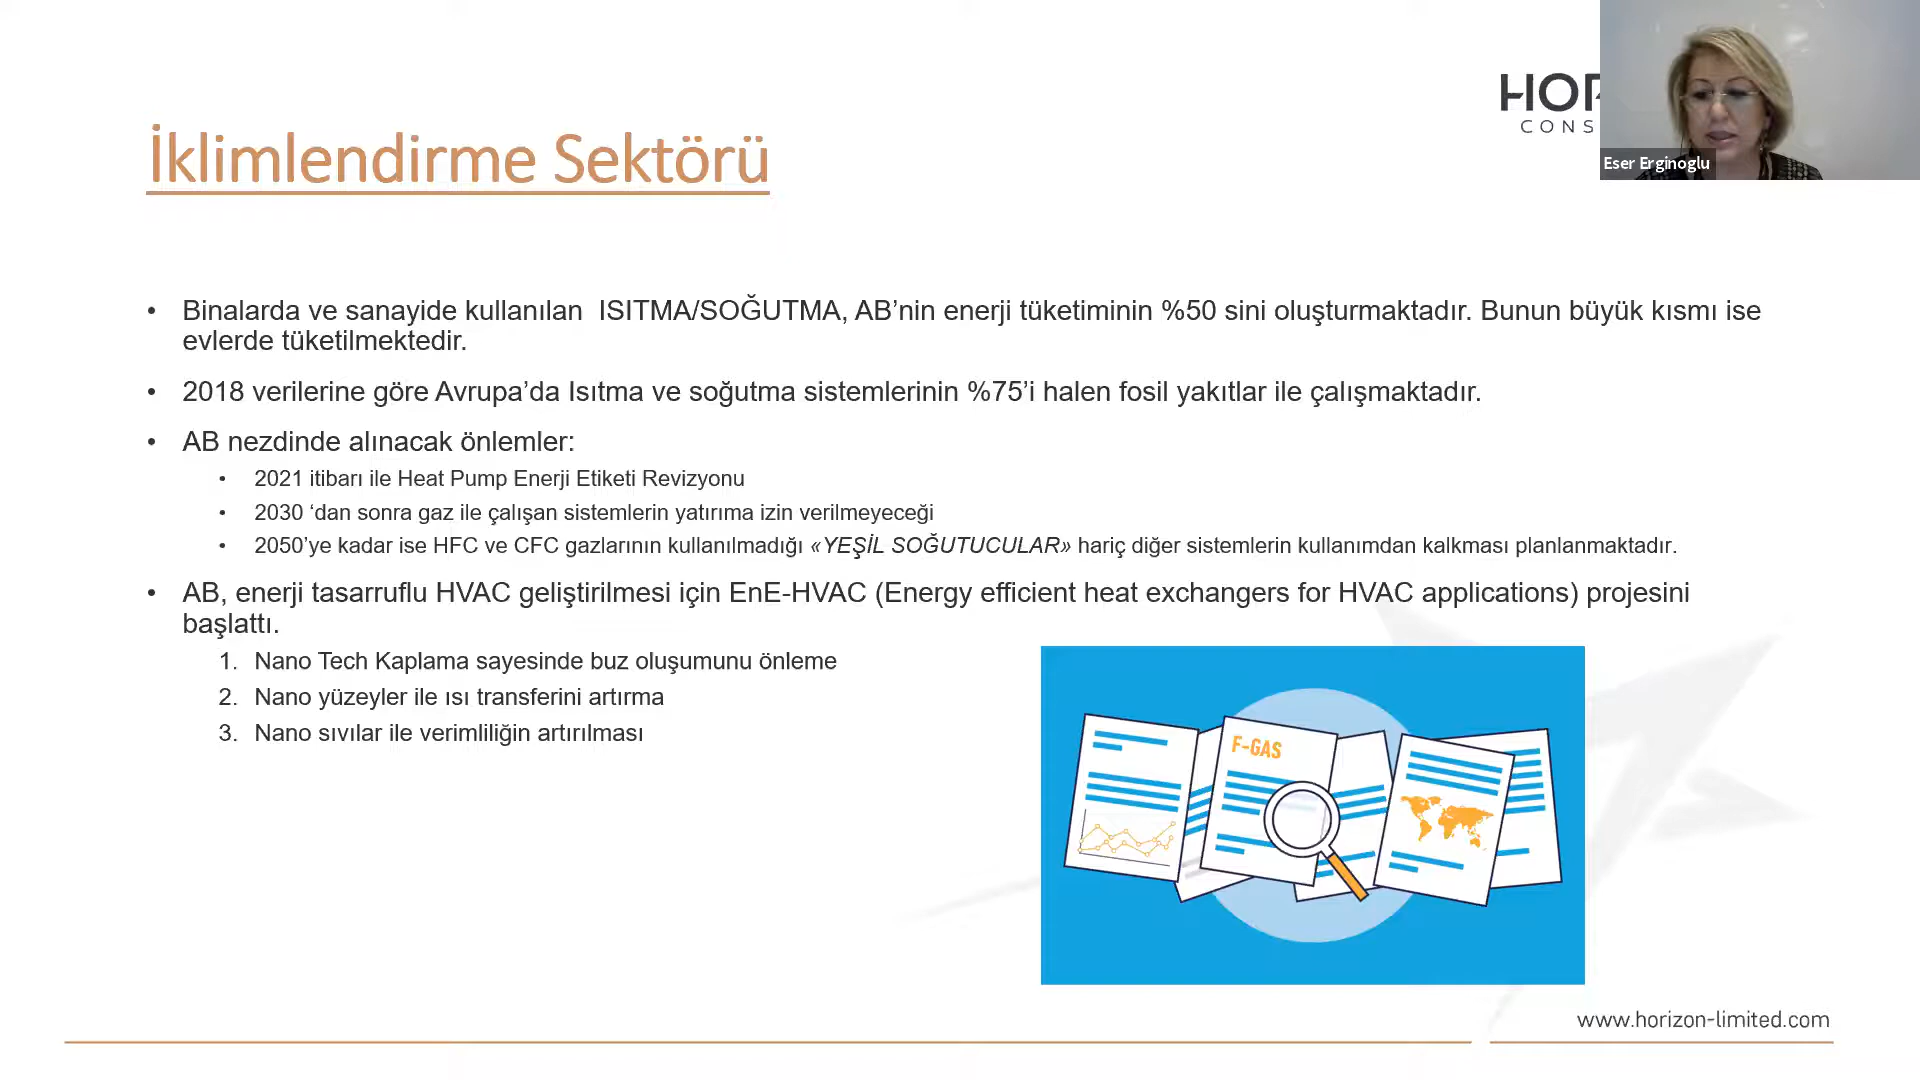 HOR
CONS
Eser Erginoglu
İklimlendirme Sektörü
• Binalarda ve sanayide kullanılan  ISITMA/SOĞUTMA, AB’nin enerji tüketiminin %50 sini oluşturmaktadır. Bunun büyük kısmı ise
evlerde tüketilmektedir.
• 2018 verilerine göre Avrupa’da Isıtma ve soğutma sistemlerinin %75’i halen fosil yakıtlar ile çalışmaktadır.
• AB nezdinde alınacak önlemler:
• 2021 itibarı ile Heat Pump Enerji Etiketi Revizyonu
• 2030 ‘dan sonra gaz ile çalışan sistemlerin yatırıma izin verilmeyeceği
• 2050’ye kadar ise HFC ve CFC gazlarının kullanılmadığı «YEŞİL SOĞUTUCULAR» hariç diğer sistemlerin kullanımdan kalkması planlanmaktadır.
• AB, enerji tasarruflu HVAC geliştirilmesi için EnE-HVAC (Energy efficient heat exchangers for HVAC applications) projesini
başlattı.
1. Nano Tech Kaplama sayesinde buz oluşumunu önleme
2. Nano yüzeyler ile ısı transferini artırma
3. Nano sıvılar ile verimliliğin artırılması
F-GAS
www.horizon-limited.com